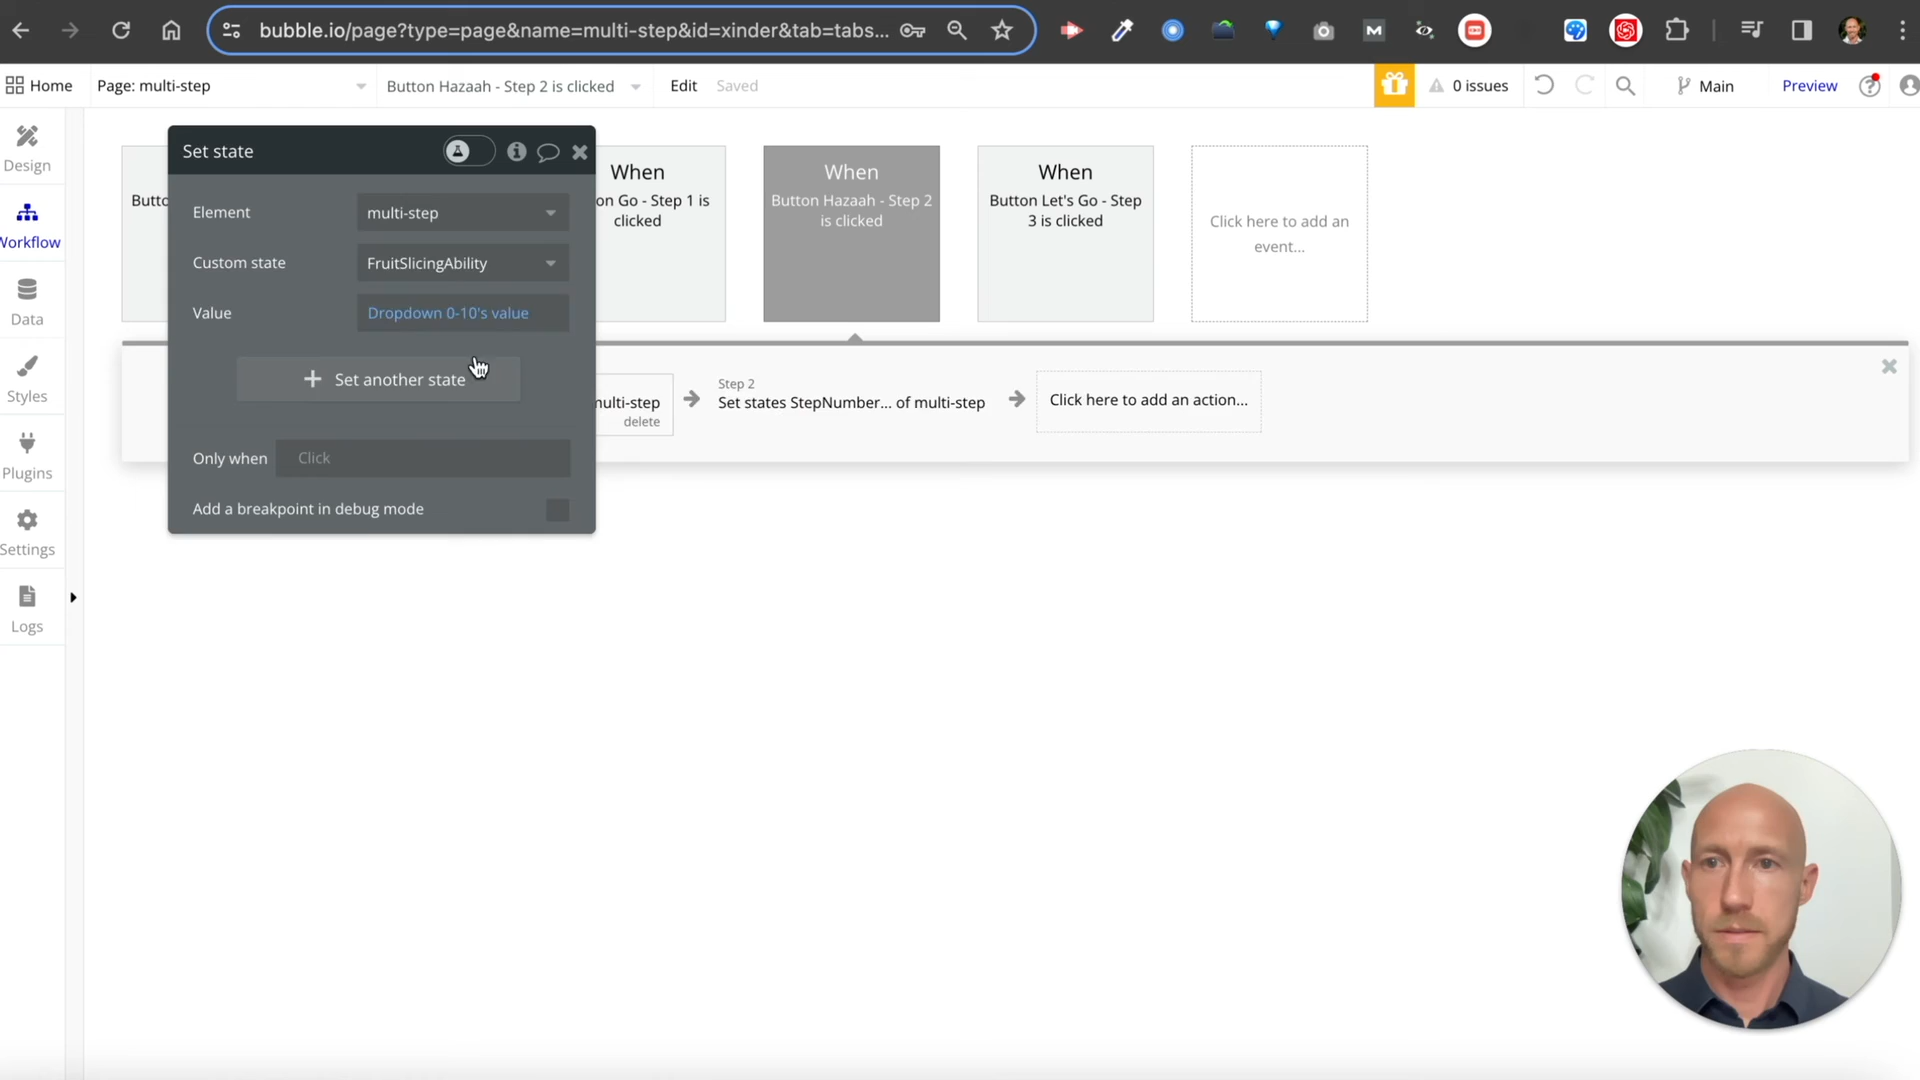 bubble.io/page?type=page&name=multi-step&id=xinder&tab=tabs...
Home
Page: multi-step
Button Hazaah - Step 2 is clicked
Edit
Saved
0 issues
Main
Preview
Design
Workflow
Data
Styles
Plugins
Settings
Logs
Set state
Element
multi-step
Custom state
FruitSlicingAbility
Value
Dropdown 0-10's value
Set another state
Only when
Click
Add a breakpoint in debug mode
Butto
When
on Go - Step 1 is
clicked
When
Button Hazaah - Step 2
is clicked
When
Button Let's Go - Step
3 is clicked
Click here to add an
event...
multi-step
delete
Step 2
Set states StepNumber... of multi-step
Click here to add an action...